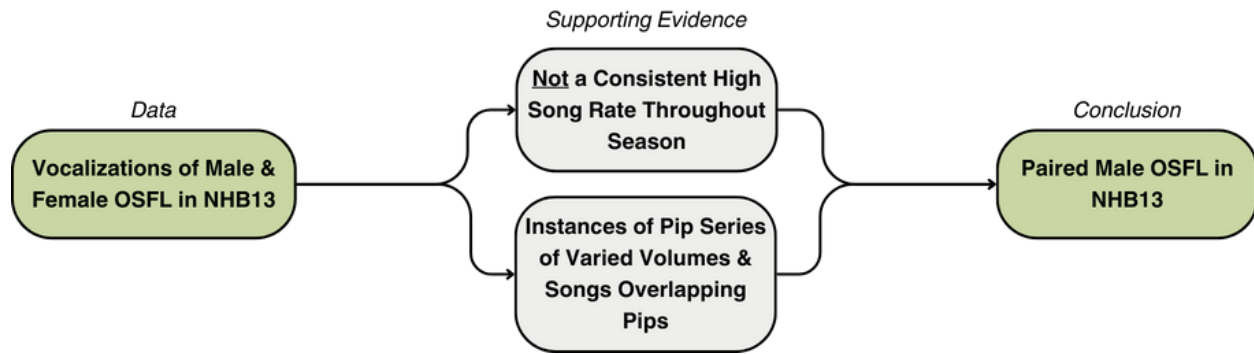 Supporting Evidence
Not a Consistent High
Song Rate Throughout
Season
Data
Vocalizations of Male &
Female OSFL in NHB13
Conclusion
Paired Male OSFL in
NHB13
Instances of Pip Series
of Varied Volumes &
Songs Overlapping
Pips